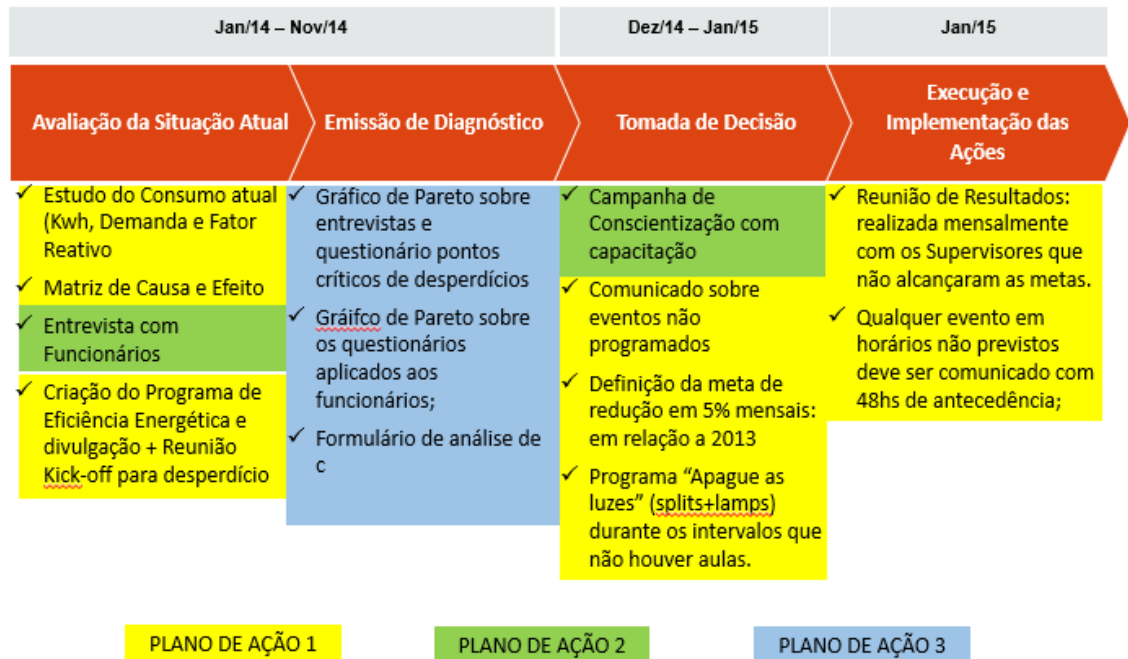 Jan/14 – Nov/14
Dez/14 – Jan/15
Jan/15
Avaliação da Situação Atual
Emissão de Diagnóstico
Tomada de Decisão
Execução e
Implementação das
Ações
✓ Estudo do Consumo atual
(Kwh, Demanda e Fator
Reativo
✓ Matriz de Causa e Efeito
✓ Entrevista com
Funcionários
✓ Criação do Programa de
Eficiência Energética e
divulgação + Reunião
Kick-off para desperdício
✓ Gráfico de Pareto sobre
entrevistas e
questionário pontos
críticos de desperdícios
✓ Gráifco de Pareto sobre
os questionários
aplicados aos
funcionários;
✓ Formulário de análise de
c
✓ Campanha de
Conscientização com
capacitação
✓ Comunicado sobre
eventos não
programados
✓ Definição da meta de
redução em 5% mensais:
em relação a 2013
✓ Programa “Apague as
luzes” (splits+lamps)
durante os intervalos que
não houver aulas.
✓ Reunião de Resultados:
realizada mensalmente
com os Supervisores que
não alcançaram as metas.
✓ Qualquer evento em
horários não previstos
deve ser comunicado com
48hs de antecedência;
PLANO DE AÇÃO 1
PLANO DE AÇÃO 2
PLANO DE AÇÃO 3